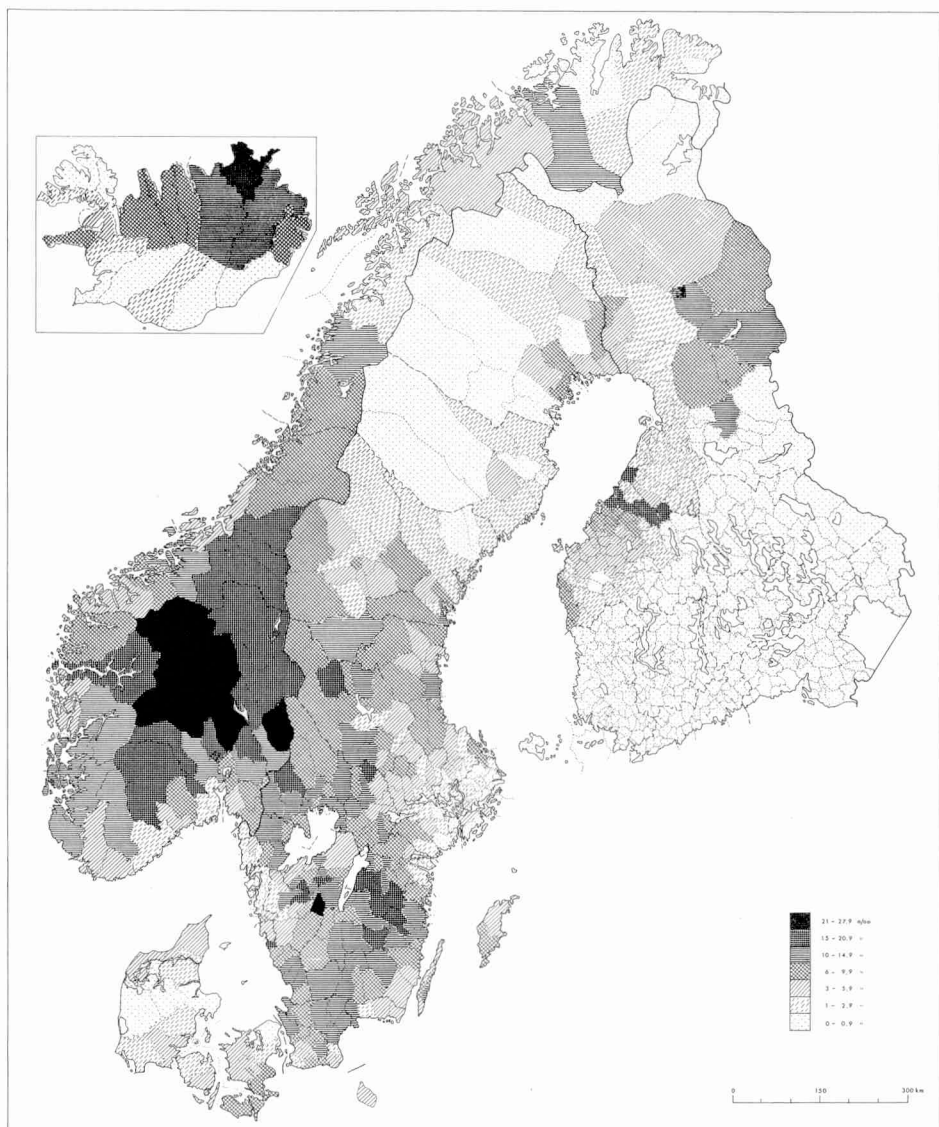 21 – 27.9 o/oo
15 – 20.9 "
10 – 14.9 "
6 – 9.9 "
3 – 5.9 "
1 – 2.9 "
0 – 0.9 "
0 150 300 km